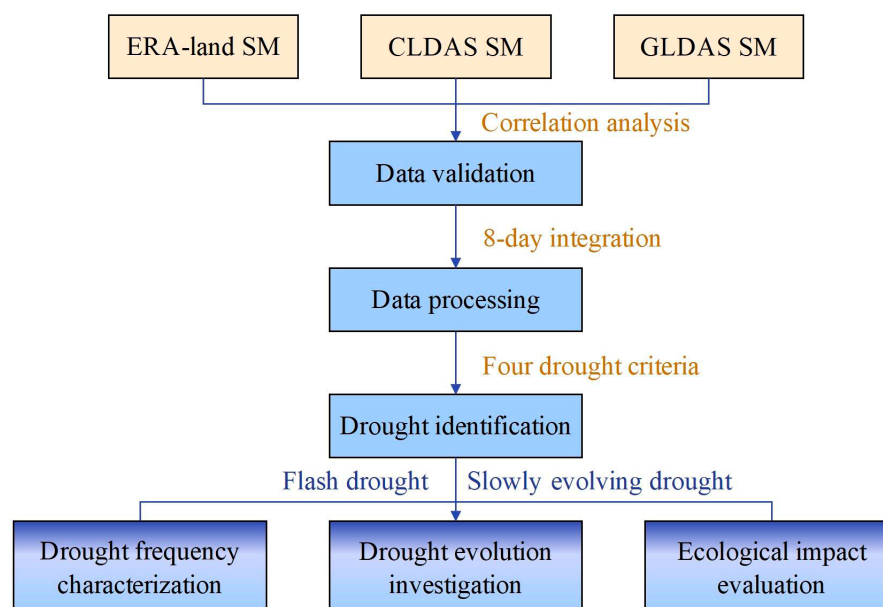 ERA-land SM
CLDAS SM
GLDAS SM
Correlation analysis
Data validation
8-day integration
Data processing
Four drought criteria
Drought identification
Flash drought
Slowly evolving drought
Drought frequency
characterization
Drought evolution
investigation
Ecological impact
evaluation